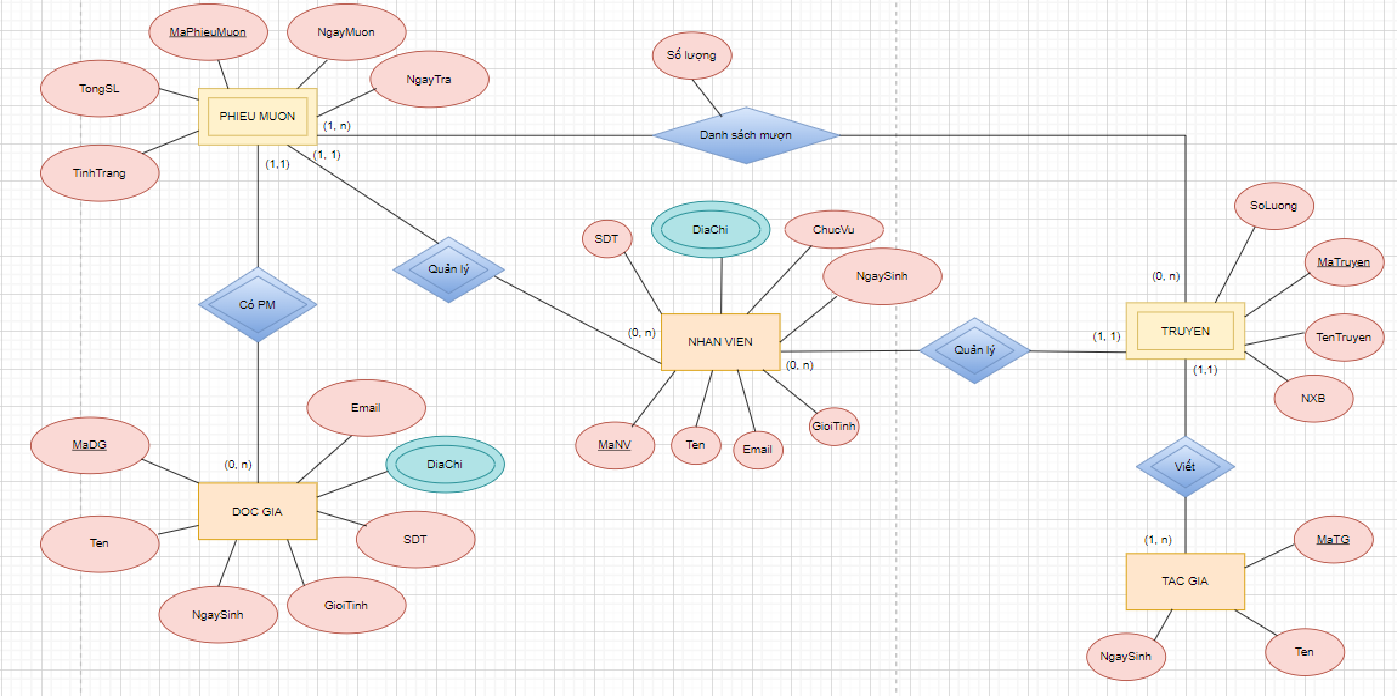 MaPhieuMuon
NgayMuon
Số lượng
NgayTra
TongSL
PHIEU MUON
(1, n)
Danh sách mượn
(1, 1)
(1,1)
TinhTrang
SoLuong
DiaChi
ChucVu
SDT
MaTruyen
Quản lý
NgaySinh
(0, n)
Có PM
(0, n)
NHAN VIEN
(1, 1)
TRUYEN
TenTruyen
Quản lý
(0, n)
(1,1)
NXB
Email
GioiTinh
MaDG
MaNV
Ten
Email
(0, n)
DiaChi
Viết
DOC GIA
Ten
SDT
(1, n)
MaTG
TAC GIA
NgaySinh
GioiTinh
NgaySinh
Ten